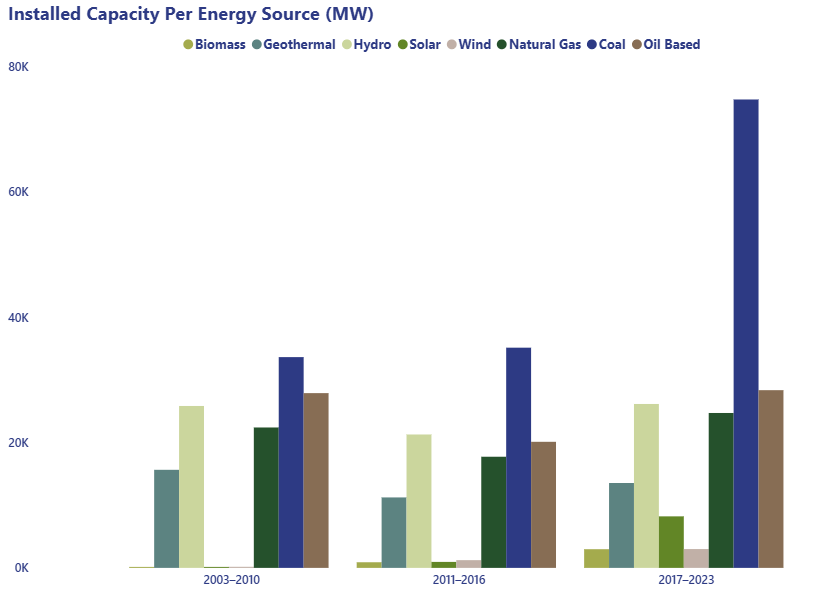 Installed Capacity Per Energy Source (MW)
Biomass Geothermal Hydro Solar Wind Natural Gas Coal Oil Based
80K
60K
40K
20K
0K
2003–2010 2011–2016 2017–2023